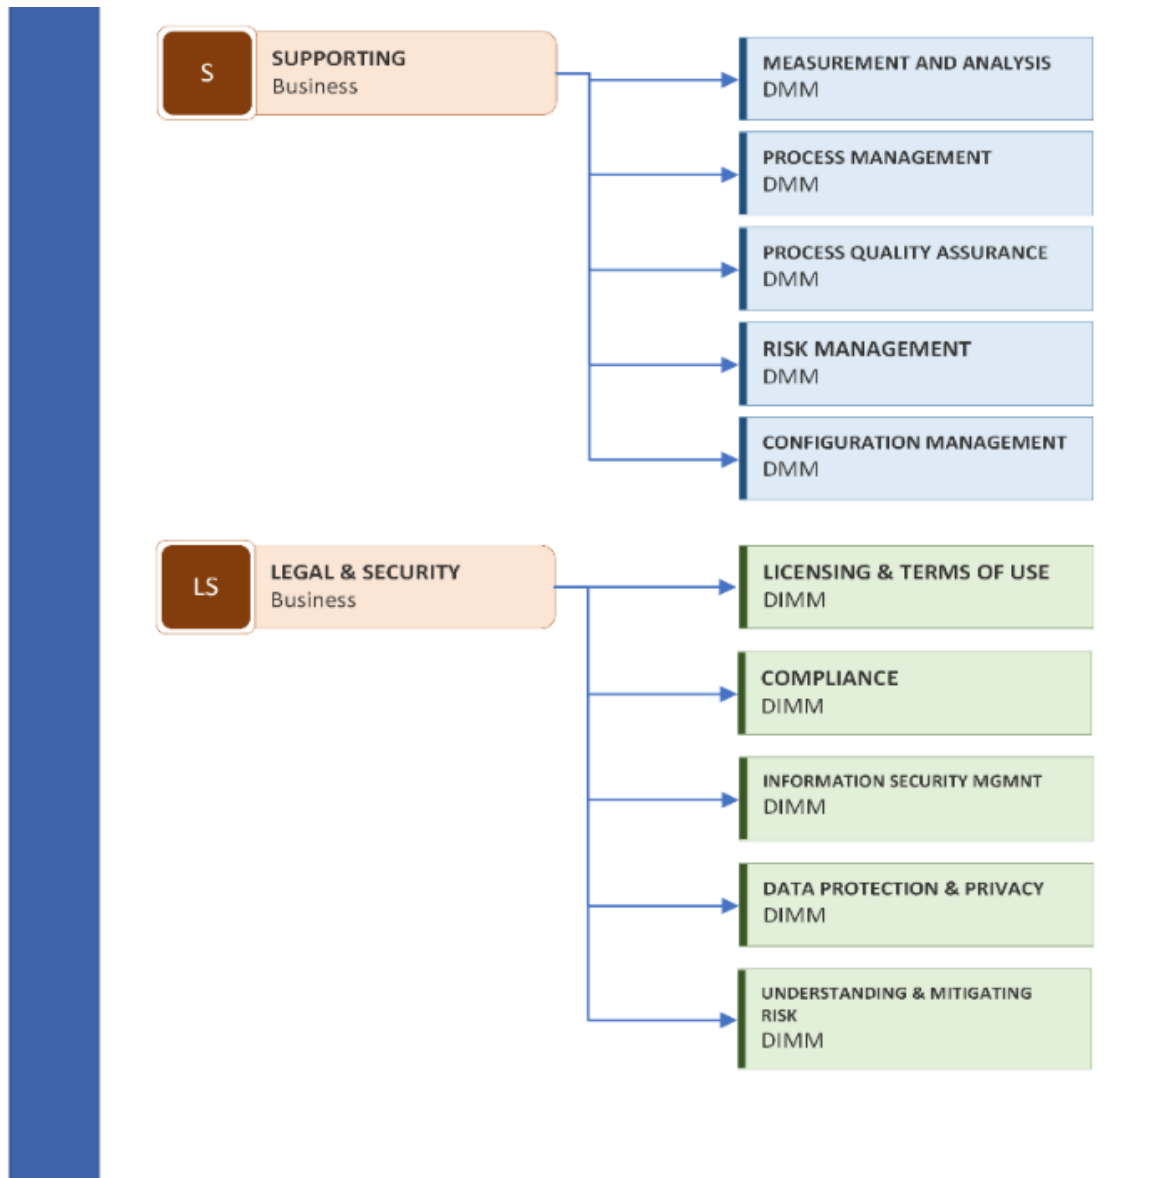 S
SUPPORTING
Business
MEASUREMENT AND ANALYSIS
DMM
PROCESS MANAGEMENT
DMM
PROCESS QUALITY ASSURANCE
DMM
RISK MANAGEMENT
DMM
CONFIGURATION MANAGEMENT
DMM
LS
LEGAL & SECURITY
Business
LICENSING & TERMS OF USE
DIMM
COMPLIANCE
DIMM
INFORMATION SECURITY MGMNT
DIMM
DATA PROTECTION & PRIVACY
DIMM
UNDERSTANDING & MITIGATING
RISK
DIMM